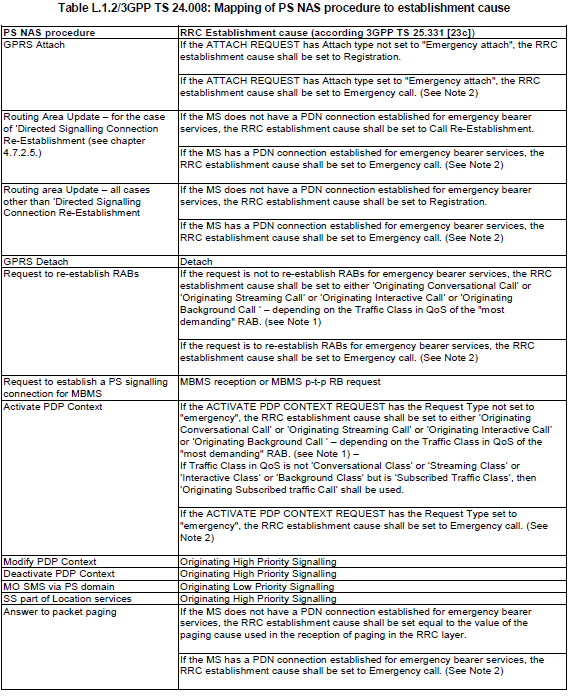 Table L.1.2/3GPP TS 24.008: Mapping of PS NAS procedure to establishment cause
PS NAS procedure
RRC Establishment cause (according 3GPP TS 25.331 [23c])
GPRS Attach
If the ATTACH REQUEST has Attach type not set to "Emergency attach", the RRC
establishment cause shall be set to Registration.
If the ATTACH REQUEST has Attach type set to "Emergency attach", the RRC
establishment cause shall be set to Emergency call. (See Note 2)
Routing Area Update – for the case
of 'Directed Signalling Connection
Re-Establishment (see chapter
4.7.2.5.)
If the MS does not have a PDN connection established for emergency bearer
services, the RRC establishment cause shall be set to Call Re-Establishment.
If the MS has a PDN connection established for emergency bearer services, the
RRC establishment cause shall be set to Emergency call. (See Note 2)
Routing area Update – all cases
other than 'Directed Signalling
Connection Re-Establishment
If the MS does not have a PDN connection established for emergency bearer
services, the RRC establishment cause shall be set to Registration.
If the MS has a PDN connection established for emergency bearer services, the
RRC establishment cause shall be set to Emergency call. (See Note 2)
GPRS Detach
Detach
Request to re-establish RABs
If the request is not to re-establish RABs for emergency bearer services, the RRC
establishment cause shall be set to either 'Originating Conversational Call' or
'Originating Streaming Call' or 'Originating Interactive Call' or 'Originating
Background Call ' – depending on the Traffic Class in QoS of the "most
demanding" RAB. (see Note 1)
If the request is to re-establish RABs for emergency bearer services, the RRC
establishment cause shall be set to Emergency call. (See Note 2)
Request to establish a PS signalling
connection for MBMS
MBMS reception or MBMS p-t-p RB request
Activate PDP Context
If the ACTIVATE PDP CONTEXT REQUEST has the Request Type not set to
"emergency", the RRC establishment cause shall be set to either 'Originating
Conversational Call' or 'Originating Streaming Call' or 'Originating Interactive Call'
or 'Originating Background Call ' – depending on the Traffic Class in QoS of the
"most demanding" RAB. (see Note 1) –
If Traffic Class in QoS is not 'Conversational Class' or 'Streaming Class' or
'Interactive Class' or 'Background Class' but is 'Subscribed Traffic Class', then
'Originating Subscribed traffic Call' shall be used.
If the ACTIVATE PDP CONTEXT REQUEST has the Request Type set to
"emergency", the RRC establishment cause shall be set to Emergency call. (See
Note 2)
Modify PDP Context
Originating High Priority Signalling
Deactivate PDP Context
Originating High Priority Signalling
MO SMS via PS domain
Originating Low Priority Signalling
SS part of Location services
Originating High Priority Signalling
Answer to packet paging
If the MS does not have a PDN connection established for emergency bearer
services, the RRC establishment cause shall be set equal to the value of the
paging cause used in the reception of paging in the RRC layer.
If the MS has a PDN connection established for emergency bearer services, the
RRC establishment cause shall be set to Emergency call. (See Note 2)